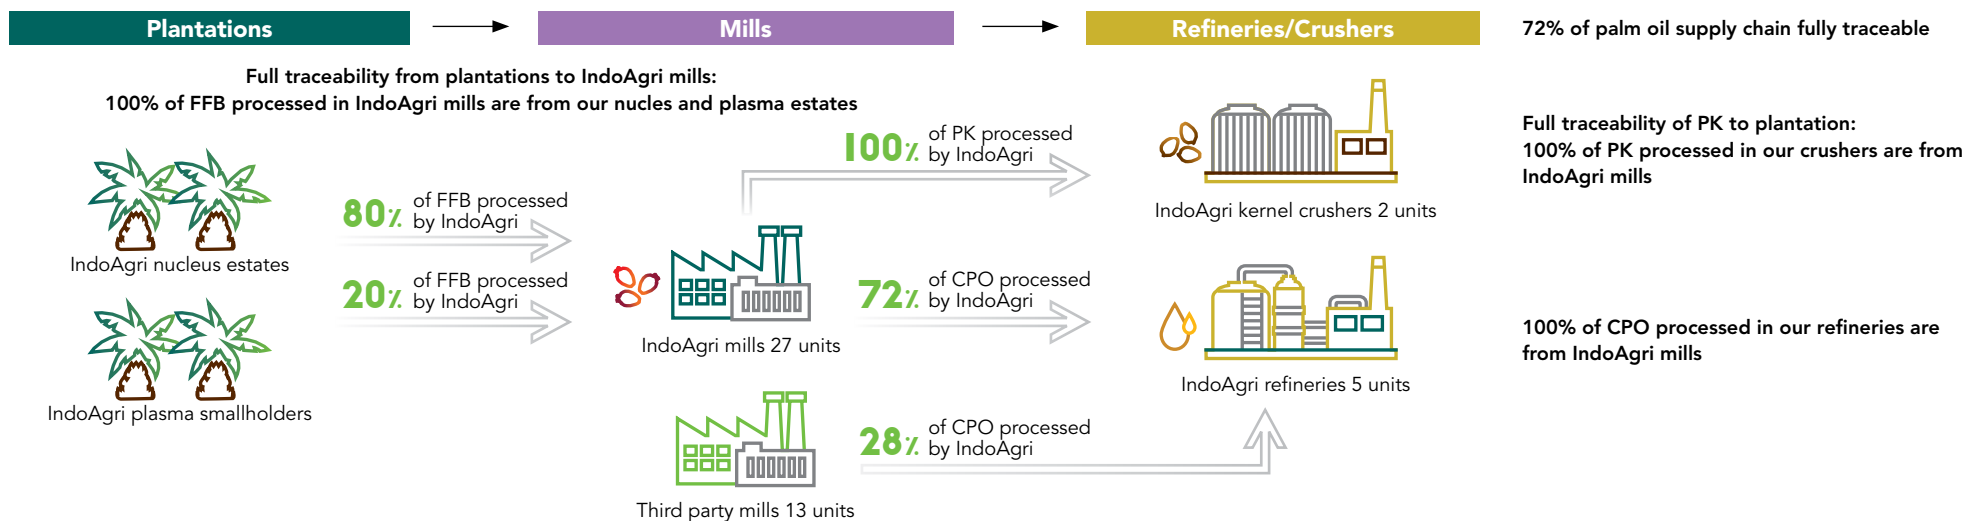 Plantations
Mills
Refineries/Crushers
72% of palm oil supply chain fully traceable
Full traceability from plantations to IndoAgri mills:
100% of FFB processed in IndoAgri mills are from our nucles and plasma estates
100% of PK processed
by IndoAgri
Full traceability of PK to plantation:
100% of PK processed in our crushers are from
IndoAgri mills
80% of FFB processed
by IndoAgri
IndoAgri kernel crushers 2 units
IndoAgri nucleus estates
20% of FFB processed
by IndoAgri
72% of CPO processed
by IndoAgri
100% of CPO processed in our refineries are
from IndoAgri mills
IndoAgri mills 27 units
IndoAgri refineries 5 units
IndoAgri plasma smallholders
28% of CPO processed
by IndoAgri
Third party mills 13 units